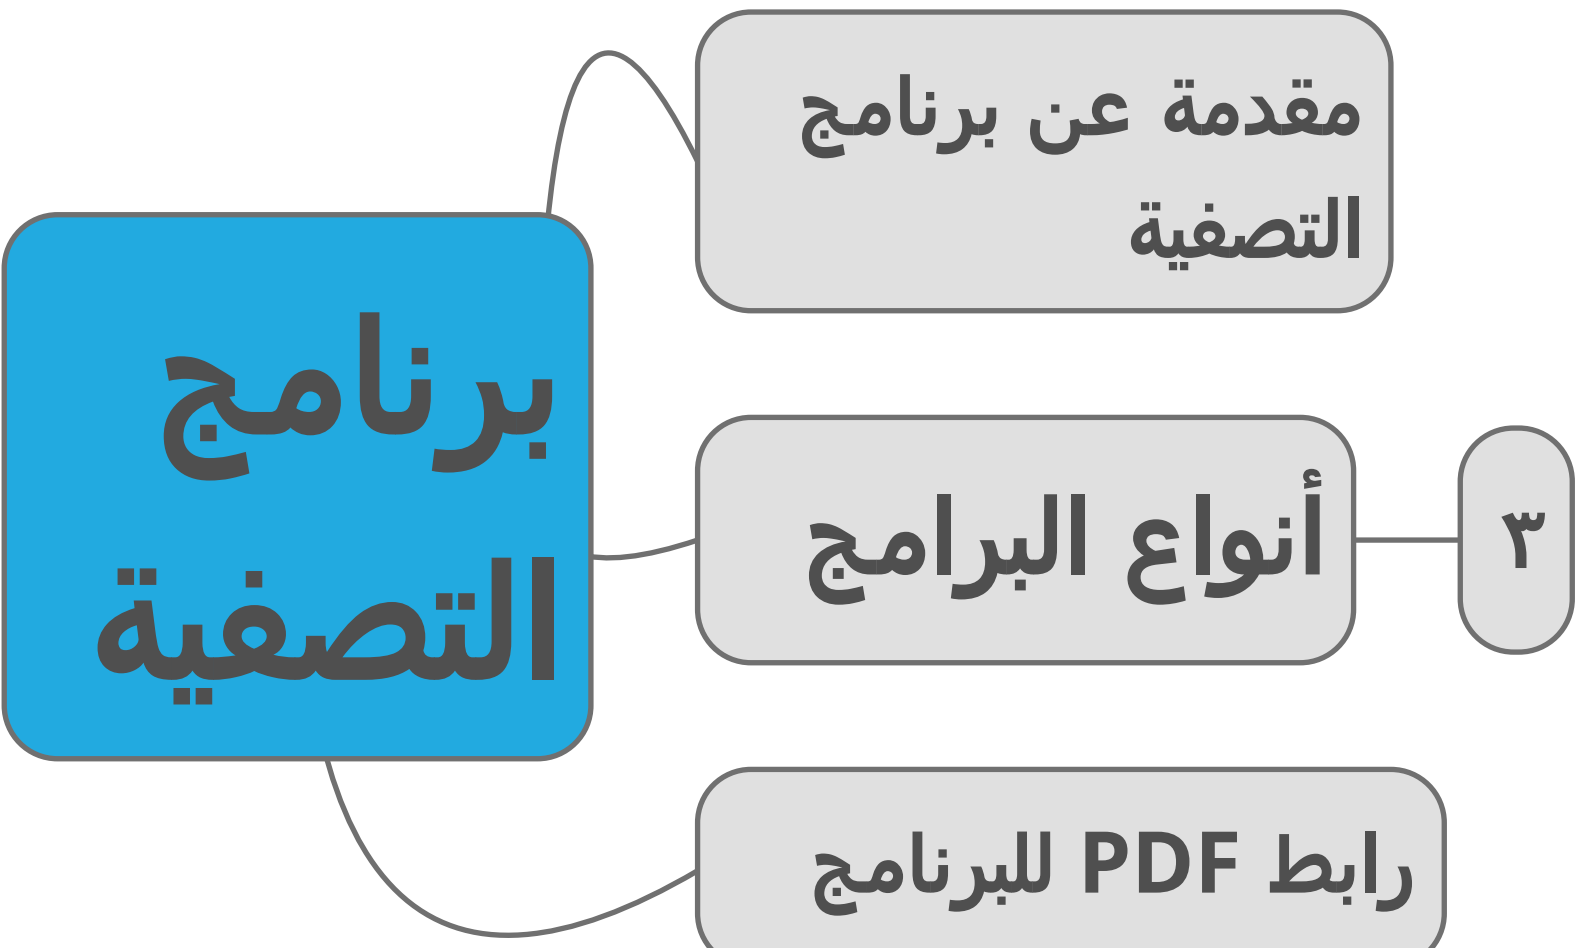 برنامج
التصفية
مقدمة عن برنامج
التصفية
أنواع البرامج
٣
رابط PDF للبرنامج